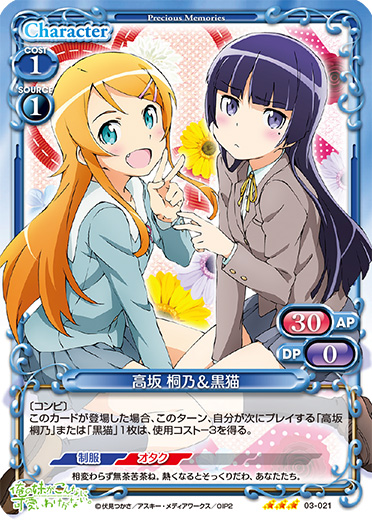 Precious Memories
Character
COST
1
SOURCE
1
30 AP
DP 0
高坂 桐乃&黒猫
［コンビ］
このカードが登場した場合、このターン、自分が次にプレイする「高坂
桐乃」または「黒猫」1枚は、使用コスト－3を得る。
制服 オタク
相変わらず無茶苦茶ね。熱くなるとそっくりだわ、あなたたち。
俺の妹がこんなに
可愛いわけがない
©伏見つかさ／アスキー・メディアワークス／OIP2
★★★ 03-021